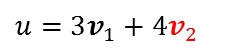 u = 3v₁ + 4v₂